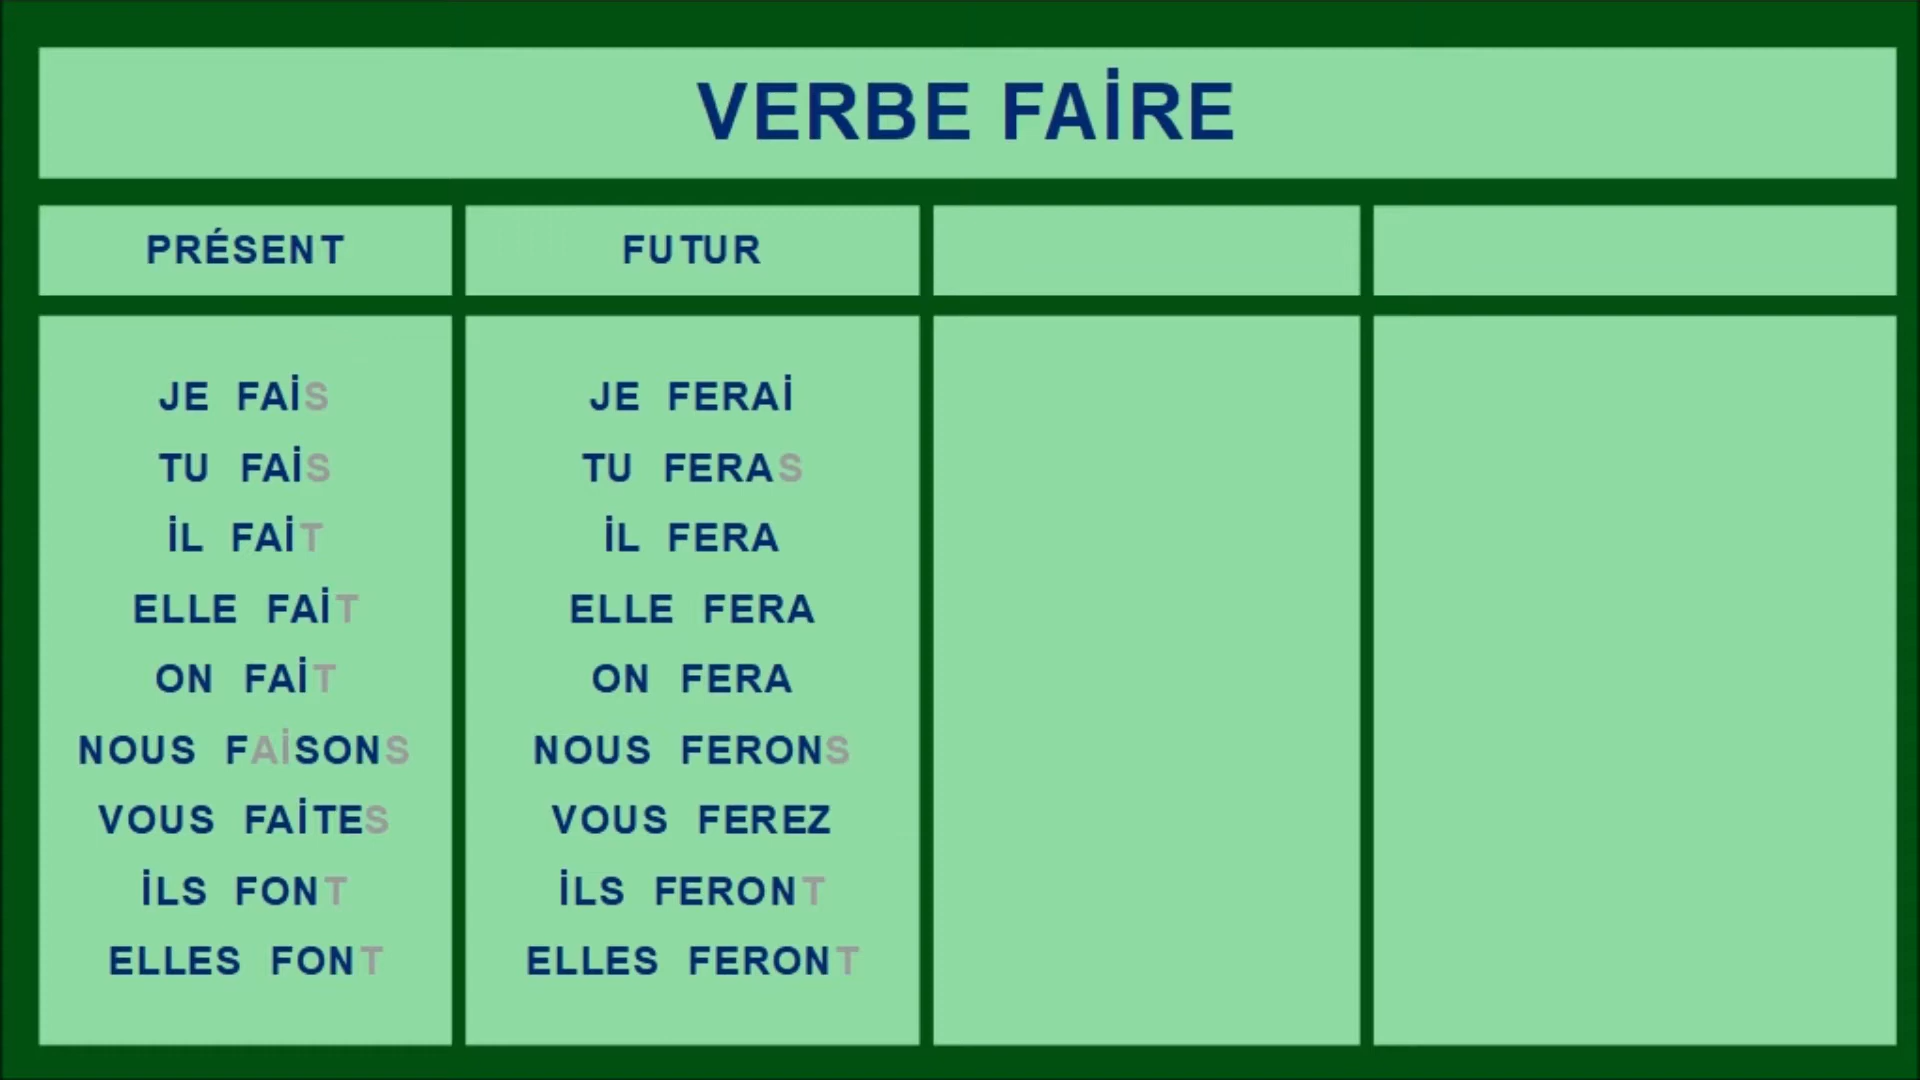 VERBE FAİRE
PRÉSENT
FUTUR
JE FAİS
TU FAİS
İL FAİT
ELLE FAİT
ON FAİT
NOUS FAİSONS
VOUS FAİTES
İLS FONT
ELLES FONT
JE FERAİ
TU FERAS
İL FERA
ELLE FERA
ON FERA
NOUS FERONS
VOUS FEREZ
İLS FERONT
ELLES FERONT